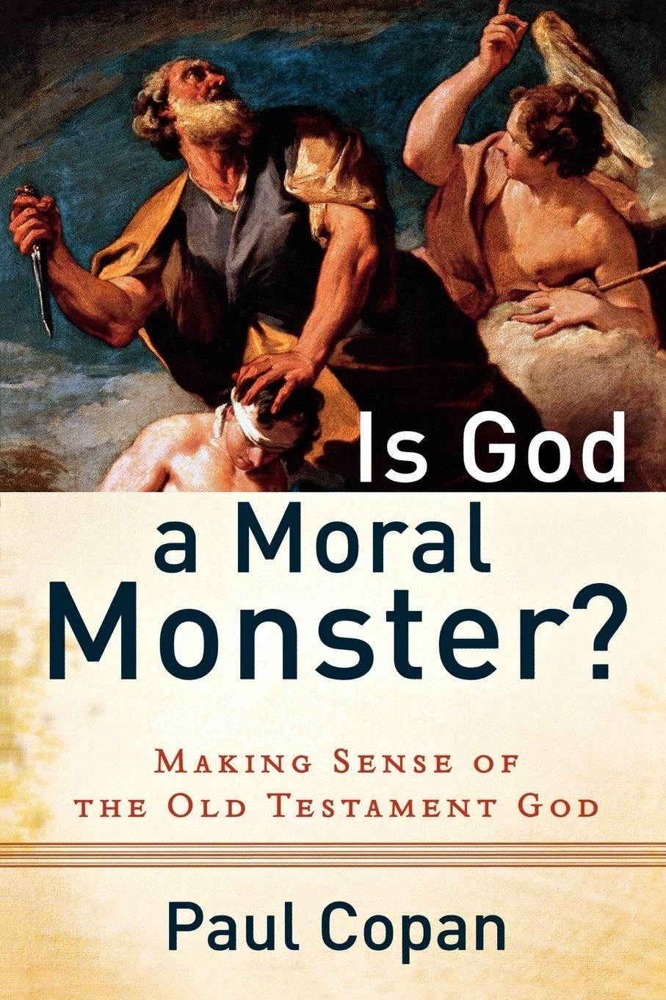 Is God
a Moral
Monster?
Making Sense of
the Old Testament God
Paul Copan